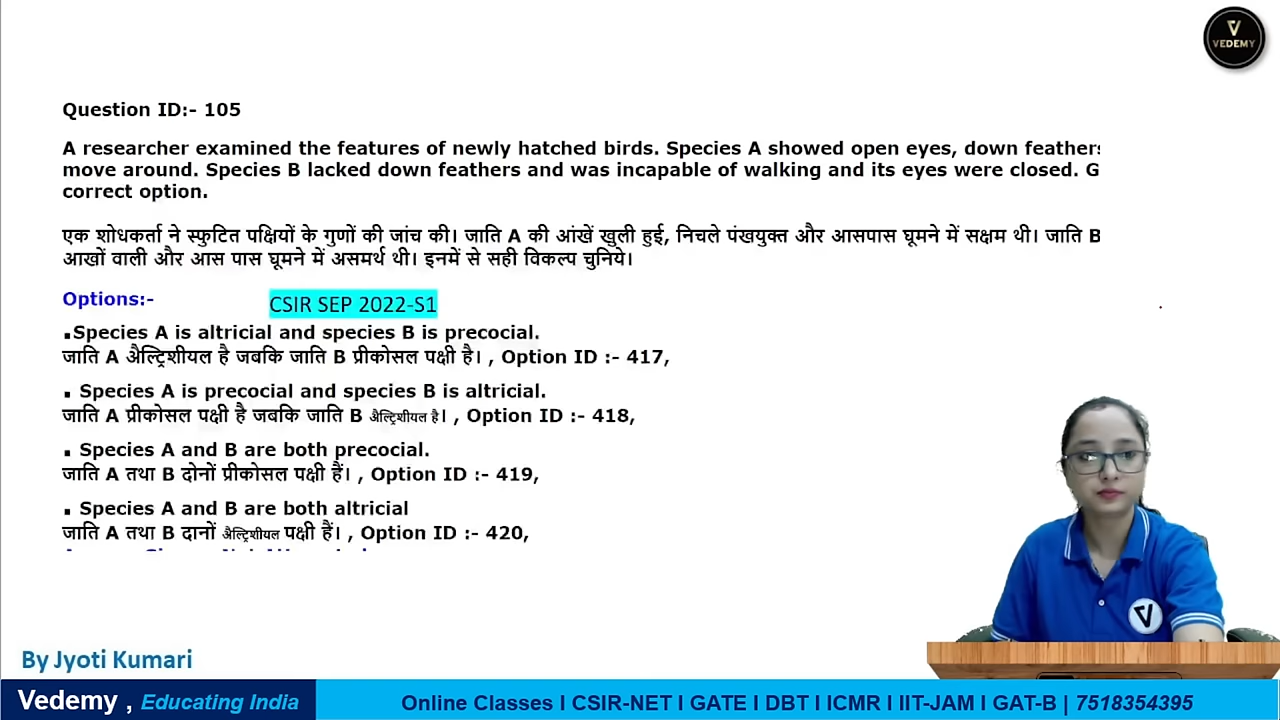 VEDEMY
Question ID:- 105
A researcher examined the features of newly hatched birds. Species A showed open eyes, down feathers
move around. Species B lacked down feathers and was incapable of walking and its eyes were closed. G
correct option.
एक शोधकर्ता ने स्फुटित पक्षियों के गुणों की जांच की। जाति A की आंखें खुली हुई, निचले पंखयुक्त और आसपास घूमने में सक्षम थी। जाति B
आखों वाली और आस पास घूमने में असमर्थ थी। इनमें से सही विकल्प चुनिये।
Options:-
CSIR SEP 2022-S1
▪Species A is altricial and species B is precocial.
जाति A अैल्ट्रिशीयल है जबकि जाति B प्रीकोसल पक्षी है। , Option ID :- 417,
▪ Species A is precocial and species B is altricial.
जाति A प्रीकोसल पक्षी है जबकि जाति B अैल्ट्रिशीयल है। , Option ID :- 418,
▪ Species A and B are both precocial.
जाति A तथा B दोनों प्रीकोसल पक्षी हैं। , Option ID :- 419,
▪ Species A and B are both altricial
जाति A तथा B दानों अैल्ट्रिशीयल पक्षी हैं। , Option ID :- 420,
By Jyoti Kumari
Vedemy , Educating India
Online Classes I CSIR-NET I GATE I DBT I ICMR I IIT-JAM I GAT-B | 7518354395